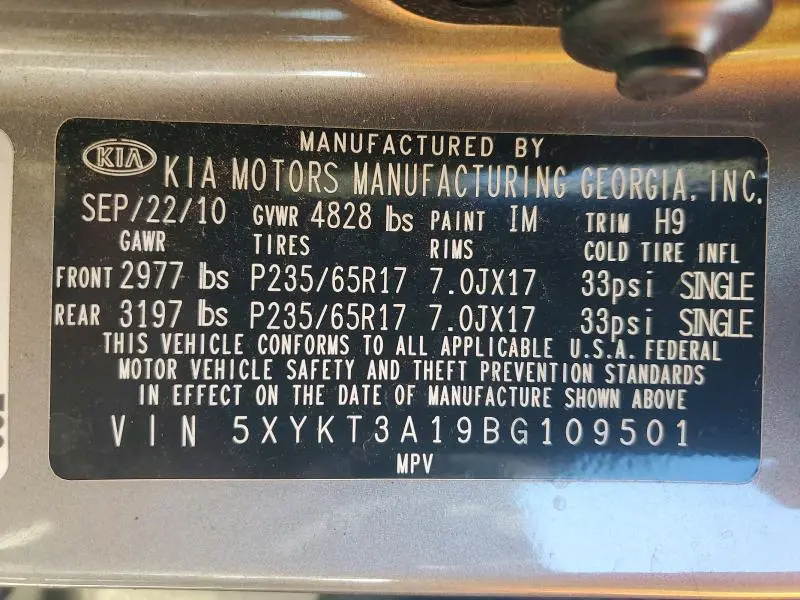 MANUFACTURED BY
KIA KIA MOTORS MANUFACTURING GEORGIA, INC.
SEP/22/10 GVWR 4828 lbs PAINT IM TRIM H9
GAWR TIRES RIMS COLD TIRE INFL
FRONT 2977 lbs P235/65R17 7.0JX17 33psi SINGLE
REAR 3197 lbs P235/65R17 7.0JX17 33psi SINGLE
THIS VEHICLE CONFORMS TO ALL APPLICABLE U.S.A. FEDERAL
MOTOR VEHICLE SAFETY AND THEFT PREVENTION STANDARDS
IN EFFECT ON THE DATE OF MANUFACTURE SHOWN ABOVE
VIN 5XYKT3A19BG109501
MPV